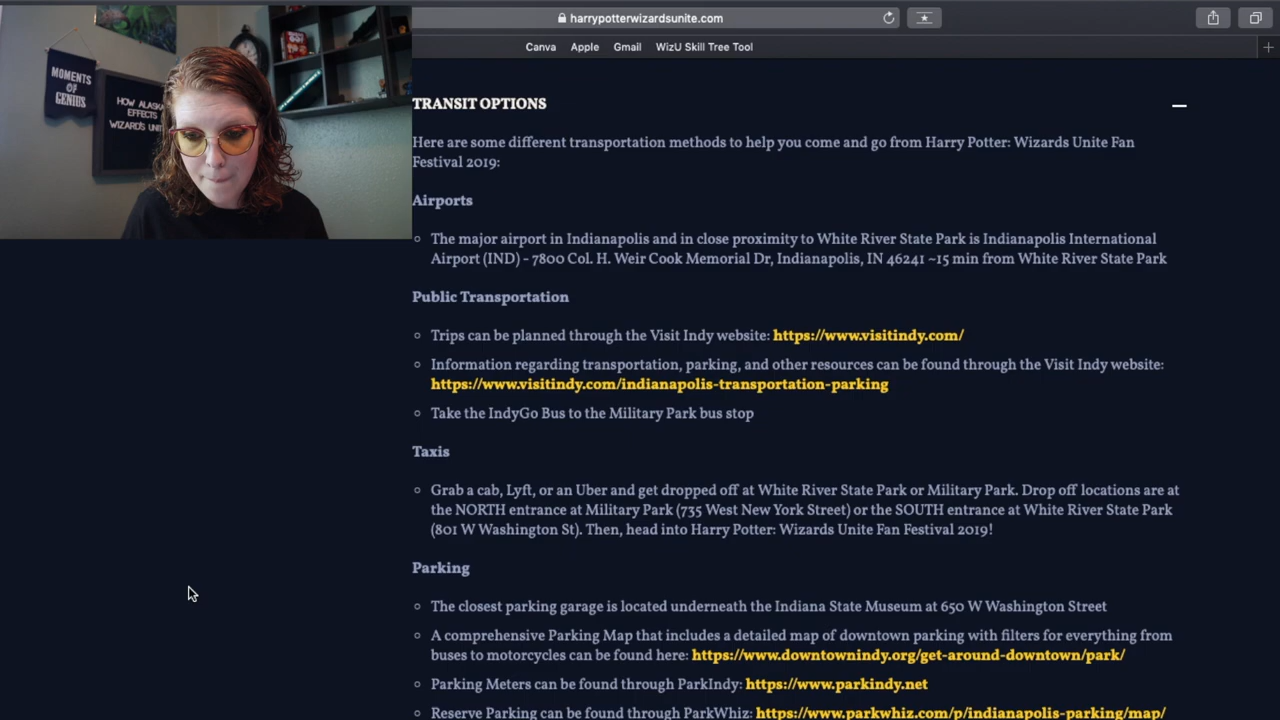 harrypotterwizardsunite.com
Canva Apple Gmail WizU Skill Tree Tool
MOMENTS
OF
GENIUS
HOW ALASKA
EFFECTS
WIZARDS UNIT
TRANSIT OPTIONS
Here are some different transportation methods to help you come and go from Harry Potter: Wizards Unite Fan
Festival 2019:
Airports
The major airport in Indianapolis and in close proximity to White River State Park is Indianapolis International
Airport (IND) - 7800 Col. H. Weir Cook Memorial Dr, Indianapolis, IN 46241 ~15 min from White River State Park
Public Transportation
Trips can be planned through the Visit Indy website: https://www.visitindy.com/
Information regarding transportation, parking, and other resources can be found through the Visit Indy website:
https://www.visitindy.com/indianapolis-transportation-parking
Take the IndyGo Bus to the Military Park bus stop
Taxis
Grab a cab, Lyft, or an Uber and get dropped off at White River State Park or Military Park. Drop off locations are at
the NORTH entrance at Military Park (735 West New York Street) or the SOUTH entrance at White River State Park
(801 W Washington St). Then, head into Harry Potter: Wizards Unite Fan Festival 2019!
Parking
The closest parking garage is located underneath the Indiana State Museum at 650 W Washington Street
A comprehensive Parking Map that includes a detailed map of downtown parking with filters for everything from
buses to motorcycles can be found here: https://www.downtownindy.org/get-around-downtown/park/
Parking Meters can be found through ParkIndy: https://www.parkindy.net
Reserve Parking can be found through ParkWhiz: https://www.parkwhiz.com/p/indianapolis-parking/map/